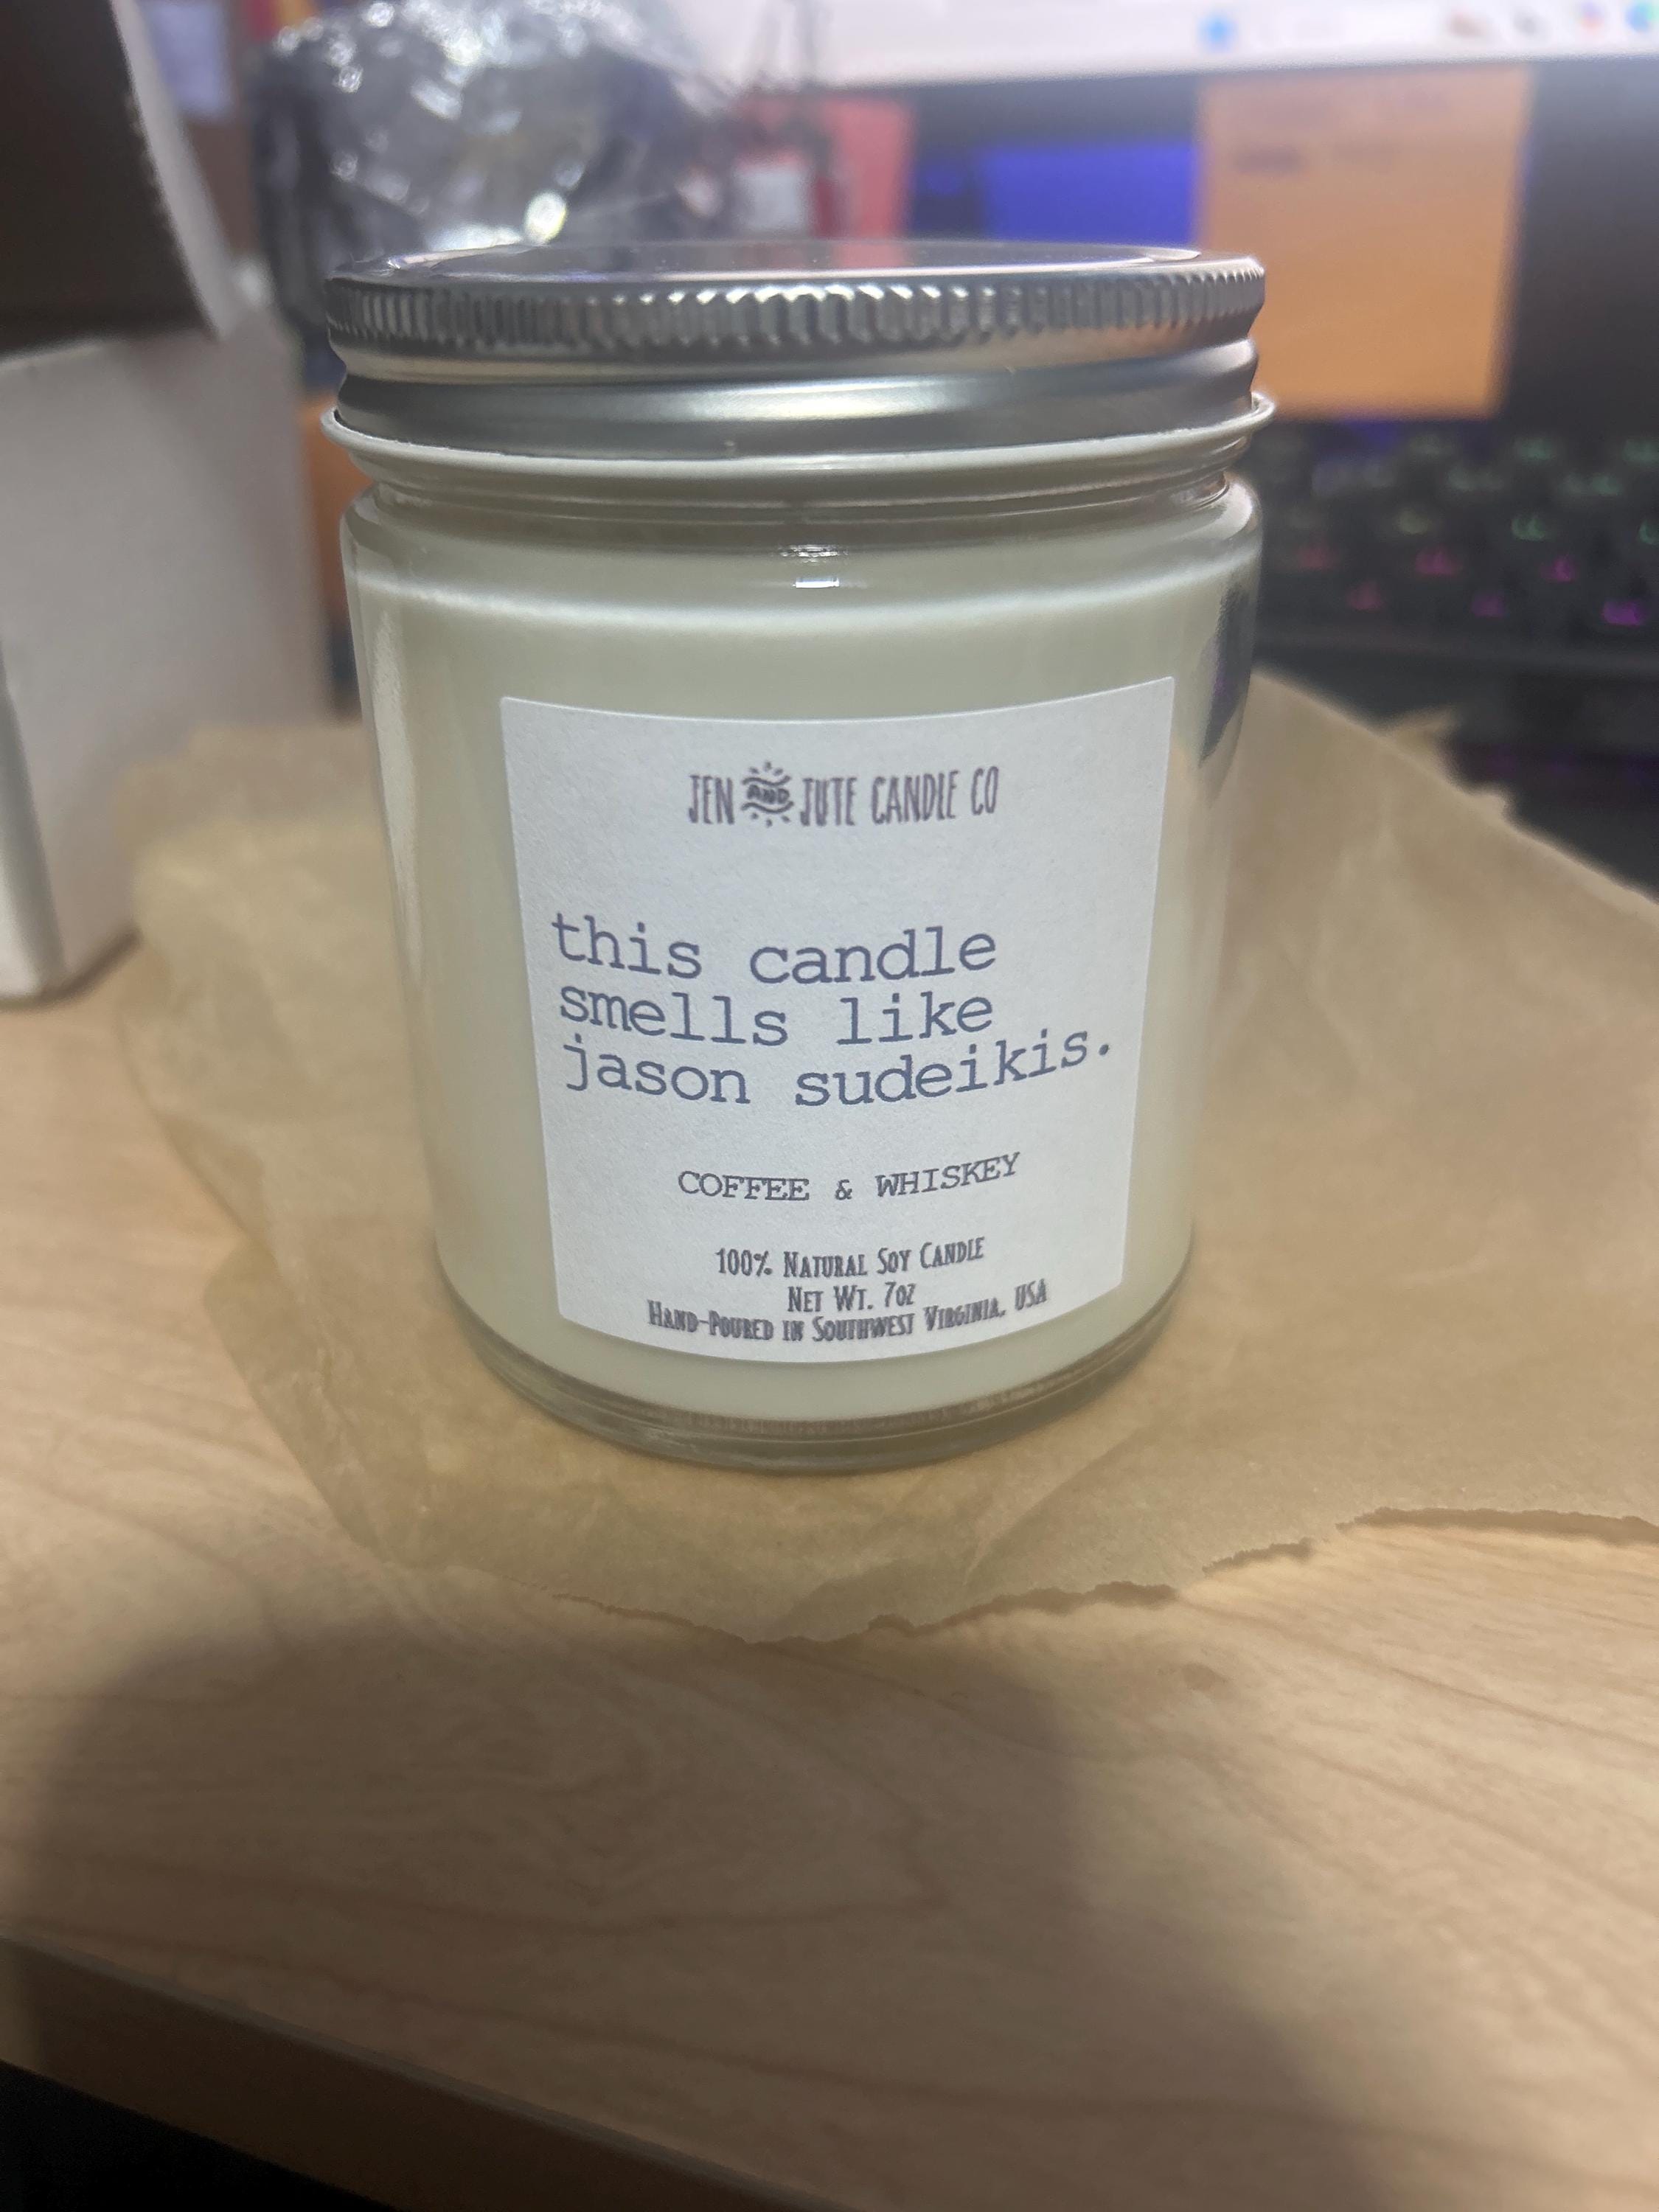 JEN AND JUTE CANDLE CO
this candle
smells like
jason sudeikis.
COFFEE & WHISKEY
100% NATURAL SOY CANDLE
NET WT. 7OZ
HAND-POURED IN SOUTHWEST VIRGINIA, USA